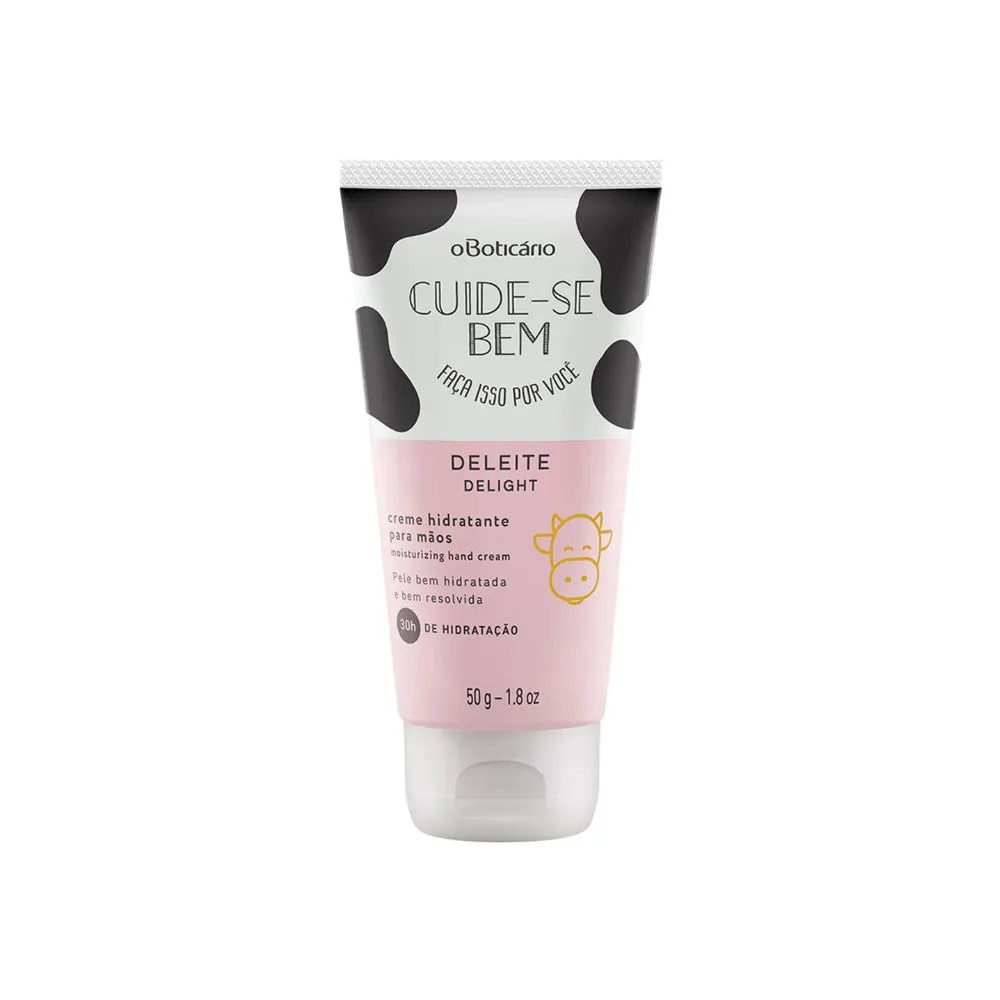 oBoticário
CUIDE-SE
BEM
FAÇA ISSO POR VOCÊ
DELEITE
DELIGHT
creme hidratante
para mãos
moisturizing hand cream
Pele bem hidratada
e bem resolvida
30h DE HIDRATAÇÃO
50 g – 1.8 oz